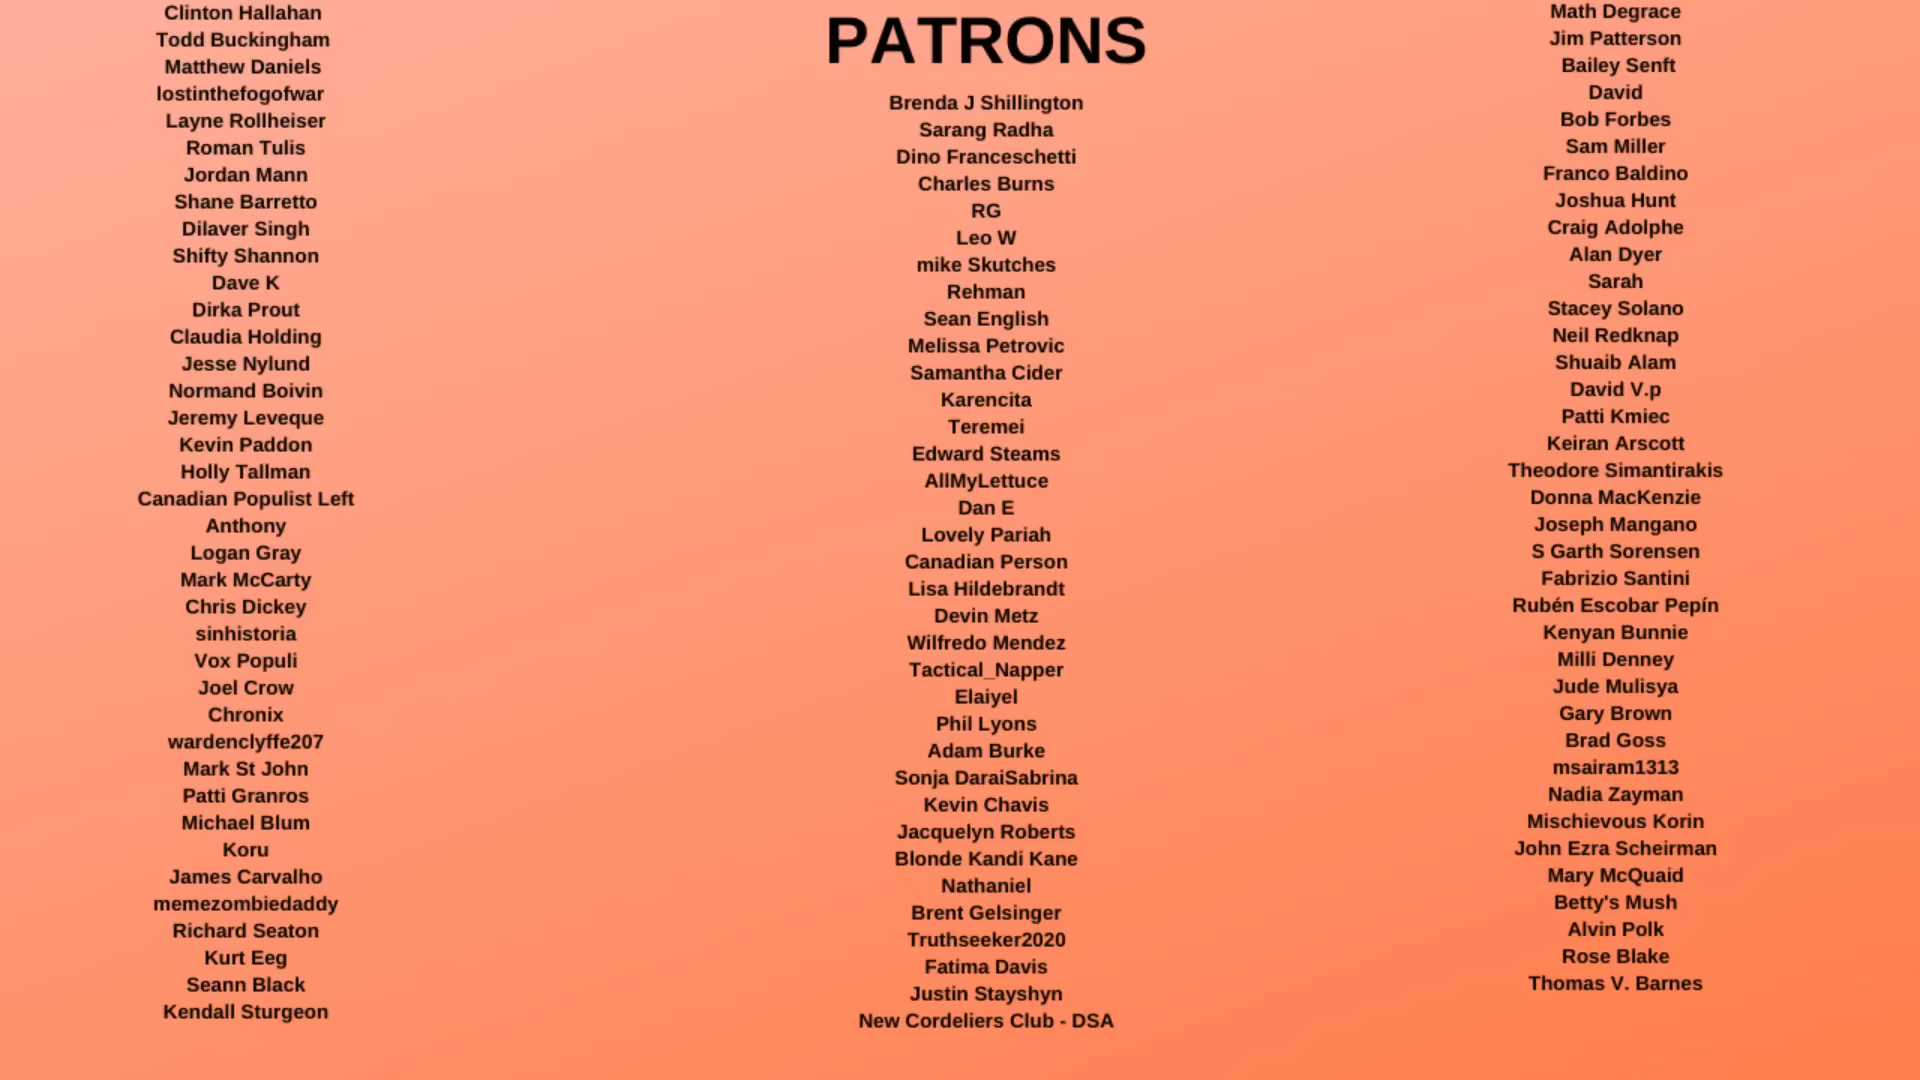 PATRONS
Clinton Hallahan
Todd Buckingham
Matthew Daniels
lostinthefogofwar
Layne Rollheiser
Roman Tulis
Jordan Mann
Shane Barretto
Dilaver Singh
Shifty Shannon
Dave K
Dirka Prout
Claudia Holding
Jesse Nylund
Normand Boivin
Jeremy Leveque
Kevin Paddon
Holly Tallman
Canadian Populist Left
Anthony
Logan Gray
Mark McCarty
Chris Dickey
sinhistoria
Vox Populi
Joel Crow
Chronix
wardenclyffe207
Mark St John
Patti Granros
Michael Blum
Koru
James Carvalho
memezombiedaddy
Richard Seaton
Kurt Eeg
Seann Black
Kendall Sturgeon
Brenda J Shillington
Sarang Radha
Dino Franceschetti
Charles Burns
RG
Leo W
mike Skutches
Rehman
Sean English
Melissa Petrovic
Samantha Cider
Karencita
Teremei
Edward Steams
AllMyLettuce
Dan E
Lovely Pariah
Canadian Person
Lisa Hildebrandt
Devin Metz
Wilfredo Mendez
Tactical_Napper
Elaiyel
Phil Lyons
Adam Burke
Sonja DaraiSabrina
Kevin Chavis
Jacquelyn Roberts
Blonde Kandi Kane
Nathaniel
Brent Gelsinger
Truthseeker2020
Fatima Davis
Justin Stayshyn
New Cordeliers Club - DSA
Math Degrace
Jim Patterson
Bailey Senft
David
Bob Forbes
Sam Miller
Franco Baldino
Joshua Hunt
Craig Adolphe
Alan Dyer
Sarah
Stacey Solano
Neil Redknap
Shuaib Alam
David V.p
Patti Kmiec
Keiran Arscott
Theodore Simantirakis
Donna MacKenzie
Joseph Mangano
S Garth Sorensen
Fabrizio Santini
Rubén Escobar Pepín
Kenyan Bunnie
Milli Denney
Jude Mulisya
Gary Brown
Brad Goss
msairam1313
Nadia Zayman
Mischievous Korin
John Ezra Scheirman
Mary McQuaid
Betty's Mush
Alvin Polk
Rose Blake
Thomas V. Barnes